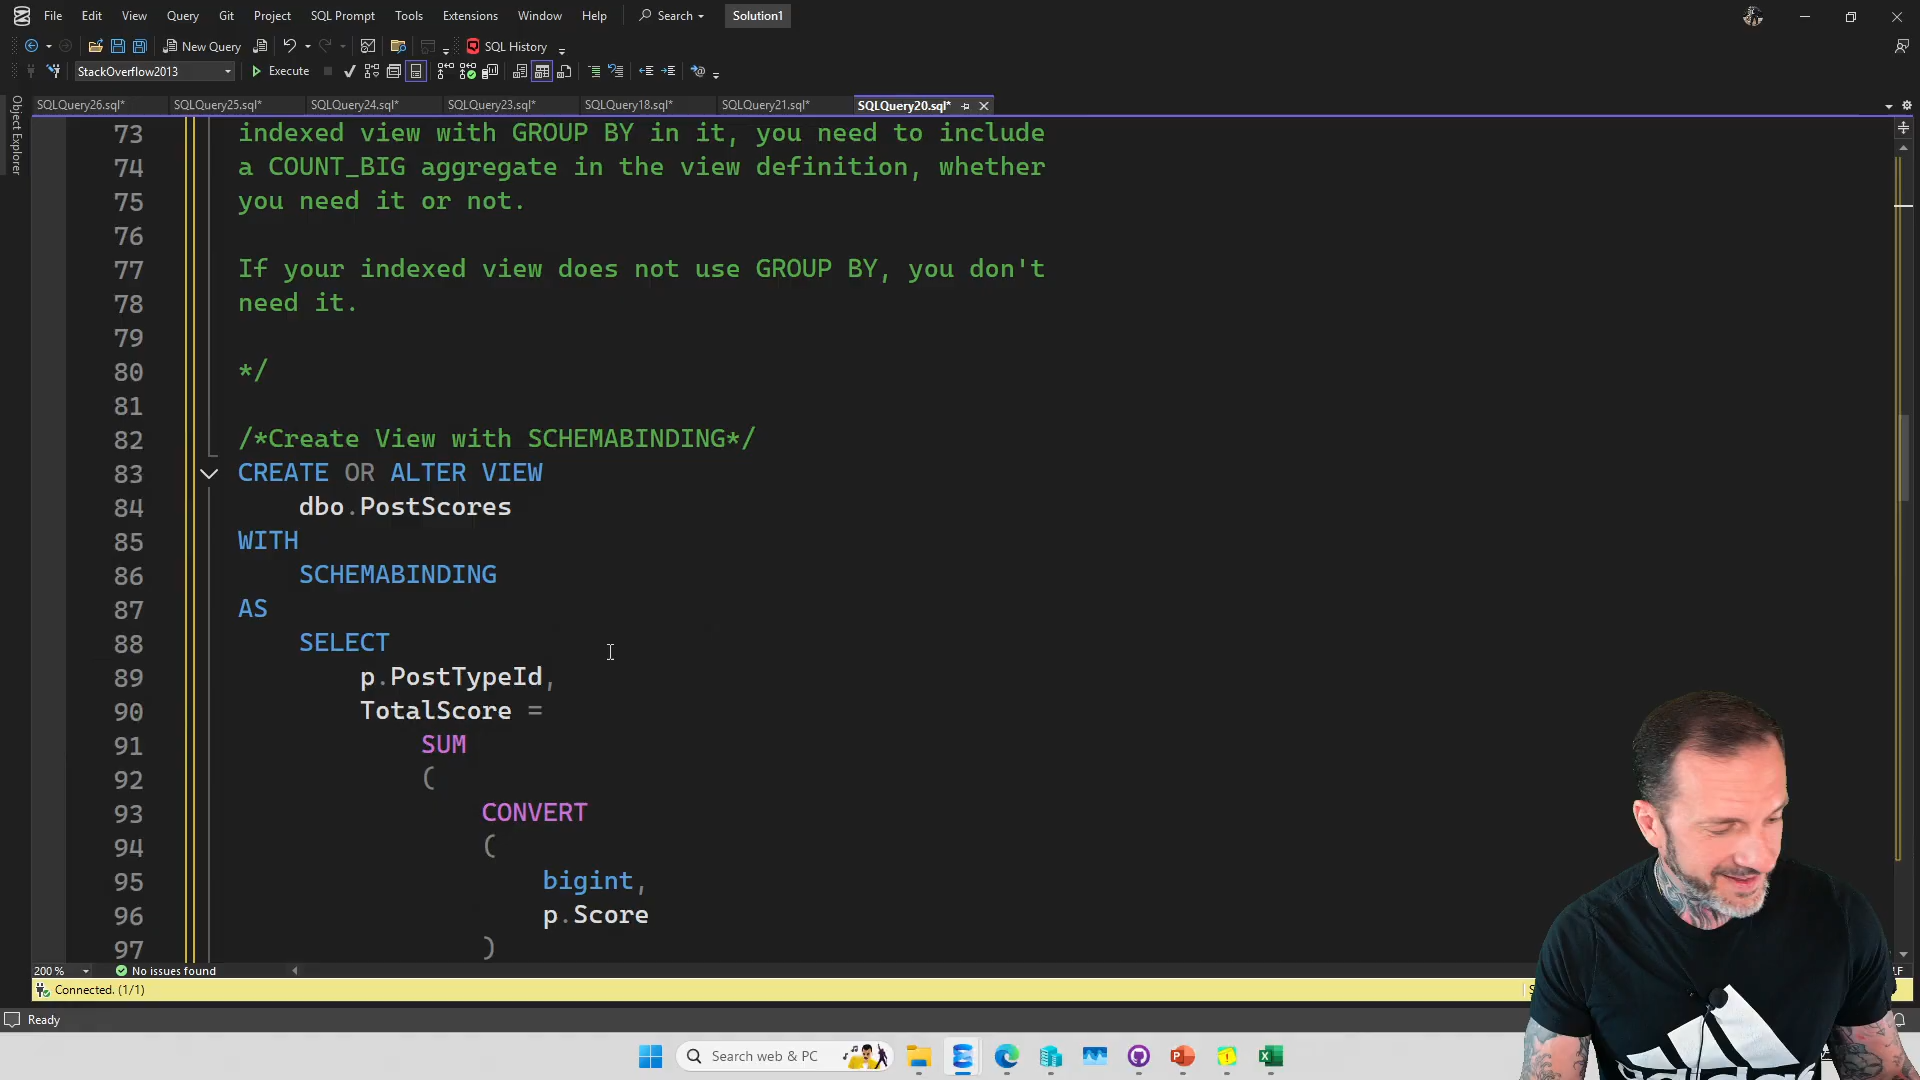 File Edit View Query Git Project SQL Prompt Tools Extensions Window Help Search Solution1
New Query SQL History
StackOverflow2013 Execute
SQLQuery26.sql* SQLQuery25.sql* SQLQuery24.sql* SQLQuery23.sql* SQLQuery18.sql* SQLQuery21.sql* SQLQuery20.sql*
Object Explorer
73 indexed view with GROUP BY in it, you need to include
74 a COUNT_BIG aggregate in the view definition, whether
75 you need it or not.
76
77 If your indexed view does not use GROUP BY, you don't
78 need it.
79
80 */
81
82 /*Create View with SCHEMABINDING*/
83 CREATE OR ALTER VIEW
84 dbo.PostScores
85 WITH
86 SCHEMABINDING
87 AS
88 SELECT
89 p.PostTypeId,
90 TotalScore =
91 SUM
92 (
93 CONVERT
94 (
95 bigint,
96 p.Score
97 )
200 % No issues found
Connected. (1/1)
Ready
Search web & PC
adidas